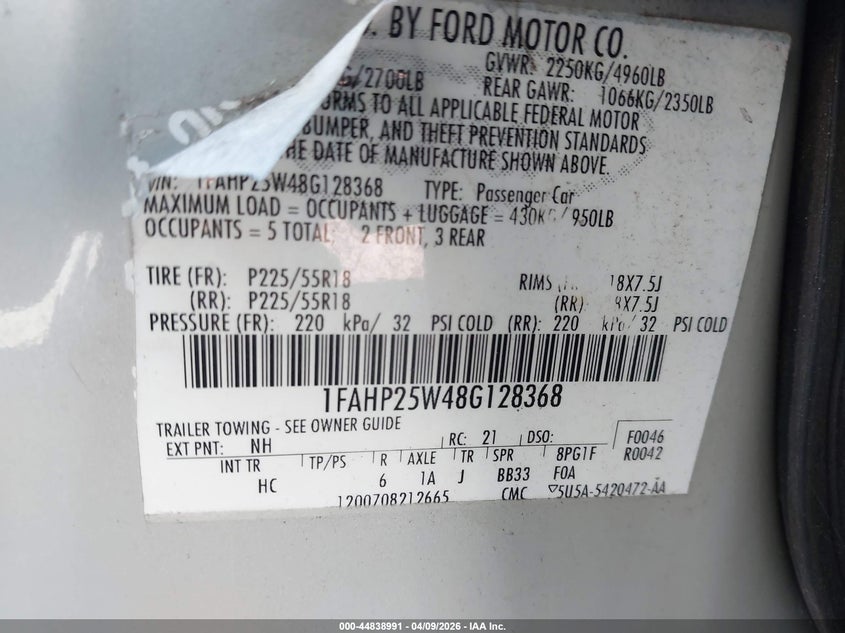 . BY FORD MOTOR CO.
GVWR: 2250KG/4960LB
G/2700LB REAR GAWR: 1066KG/2350LB
ORMS TO ALL APPLICABLE FEDERAL MOTOR
BUMPER, AND THEFT PREVENTION STANDARDS
HE DATE OF MANUFACTURE SHOWN ABOVE.
VIN: 1FAHP25W48G128368 TYPE: Passenger Car
MAXIMUM LOAD = OCCUPANTS + LUGGAGE = 430KG / 950LB
OCCUPANTS = 5 TOTAL, 2 FRONT, 3 REAR
TIRE (FR): P225/55R18 RIMS (FR): 18X7.5J
(RR): P225/55R18 (RR): 8X7.5J
PRESSURE (FR): 220 kPa/ 32 PSI COLD (RR): 220 kPa/ 32 PSI COLD
1FAHP25W48G128368
TRAILER TOWING - SEE OWNER GUIDE
EXT PNT: NH RC: 21 DSO: F0046
INT TR TP/PS R AXLE TR SPR 8PG1F R0042
HC 6 1A J BB33 F0A
1200708212665 CMC ▽5U5A-5420472-AA
000-44838991 - 04/09/2026 - IAA Inc.